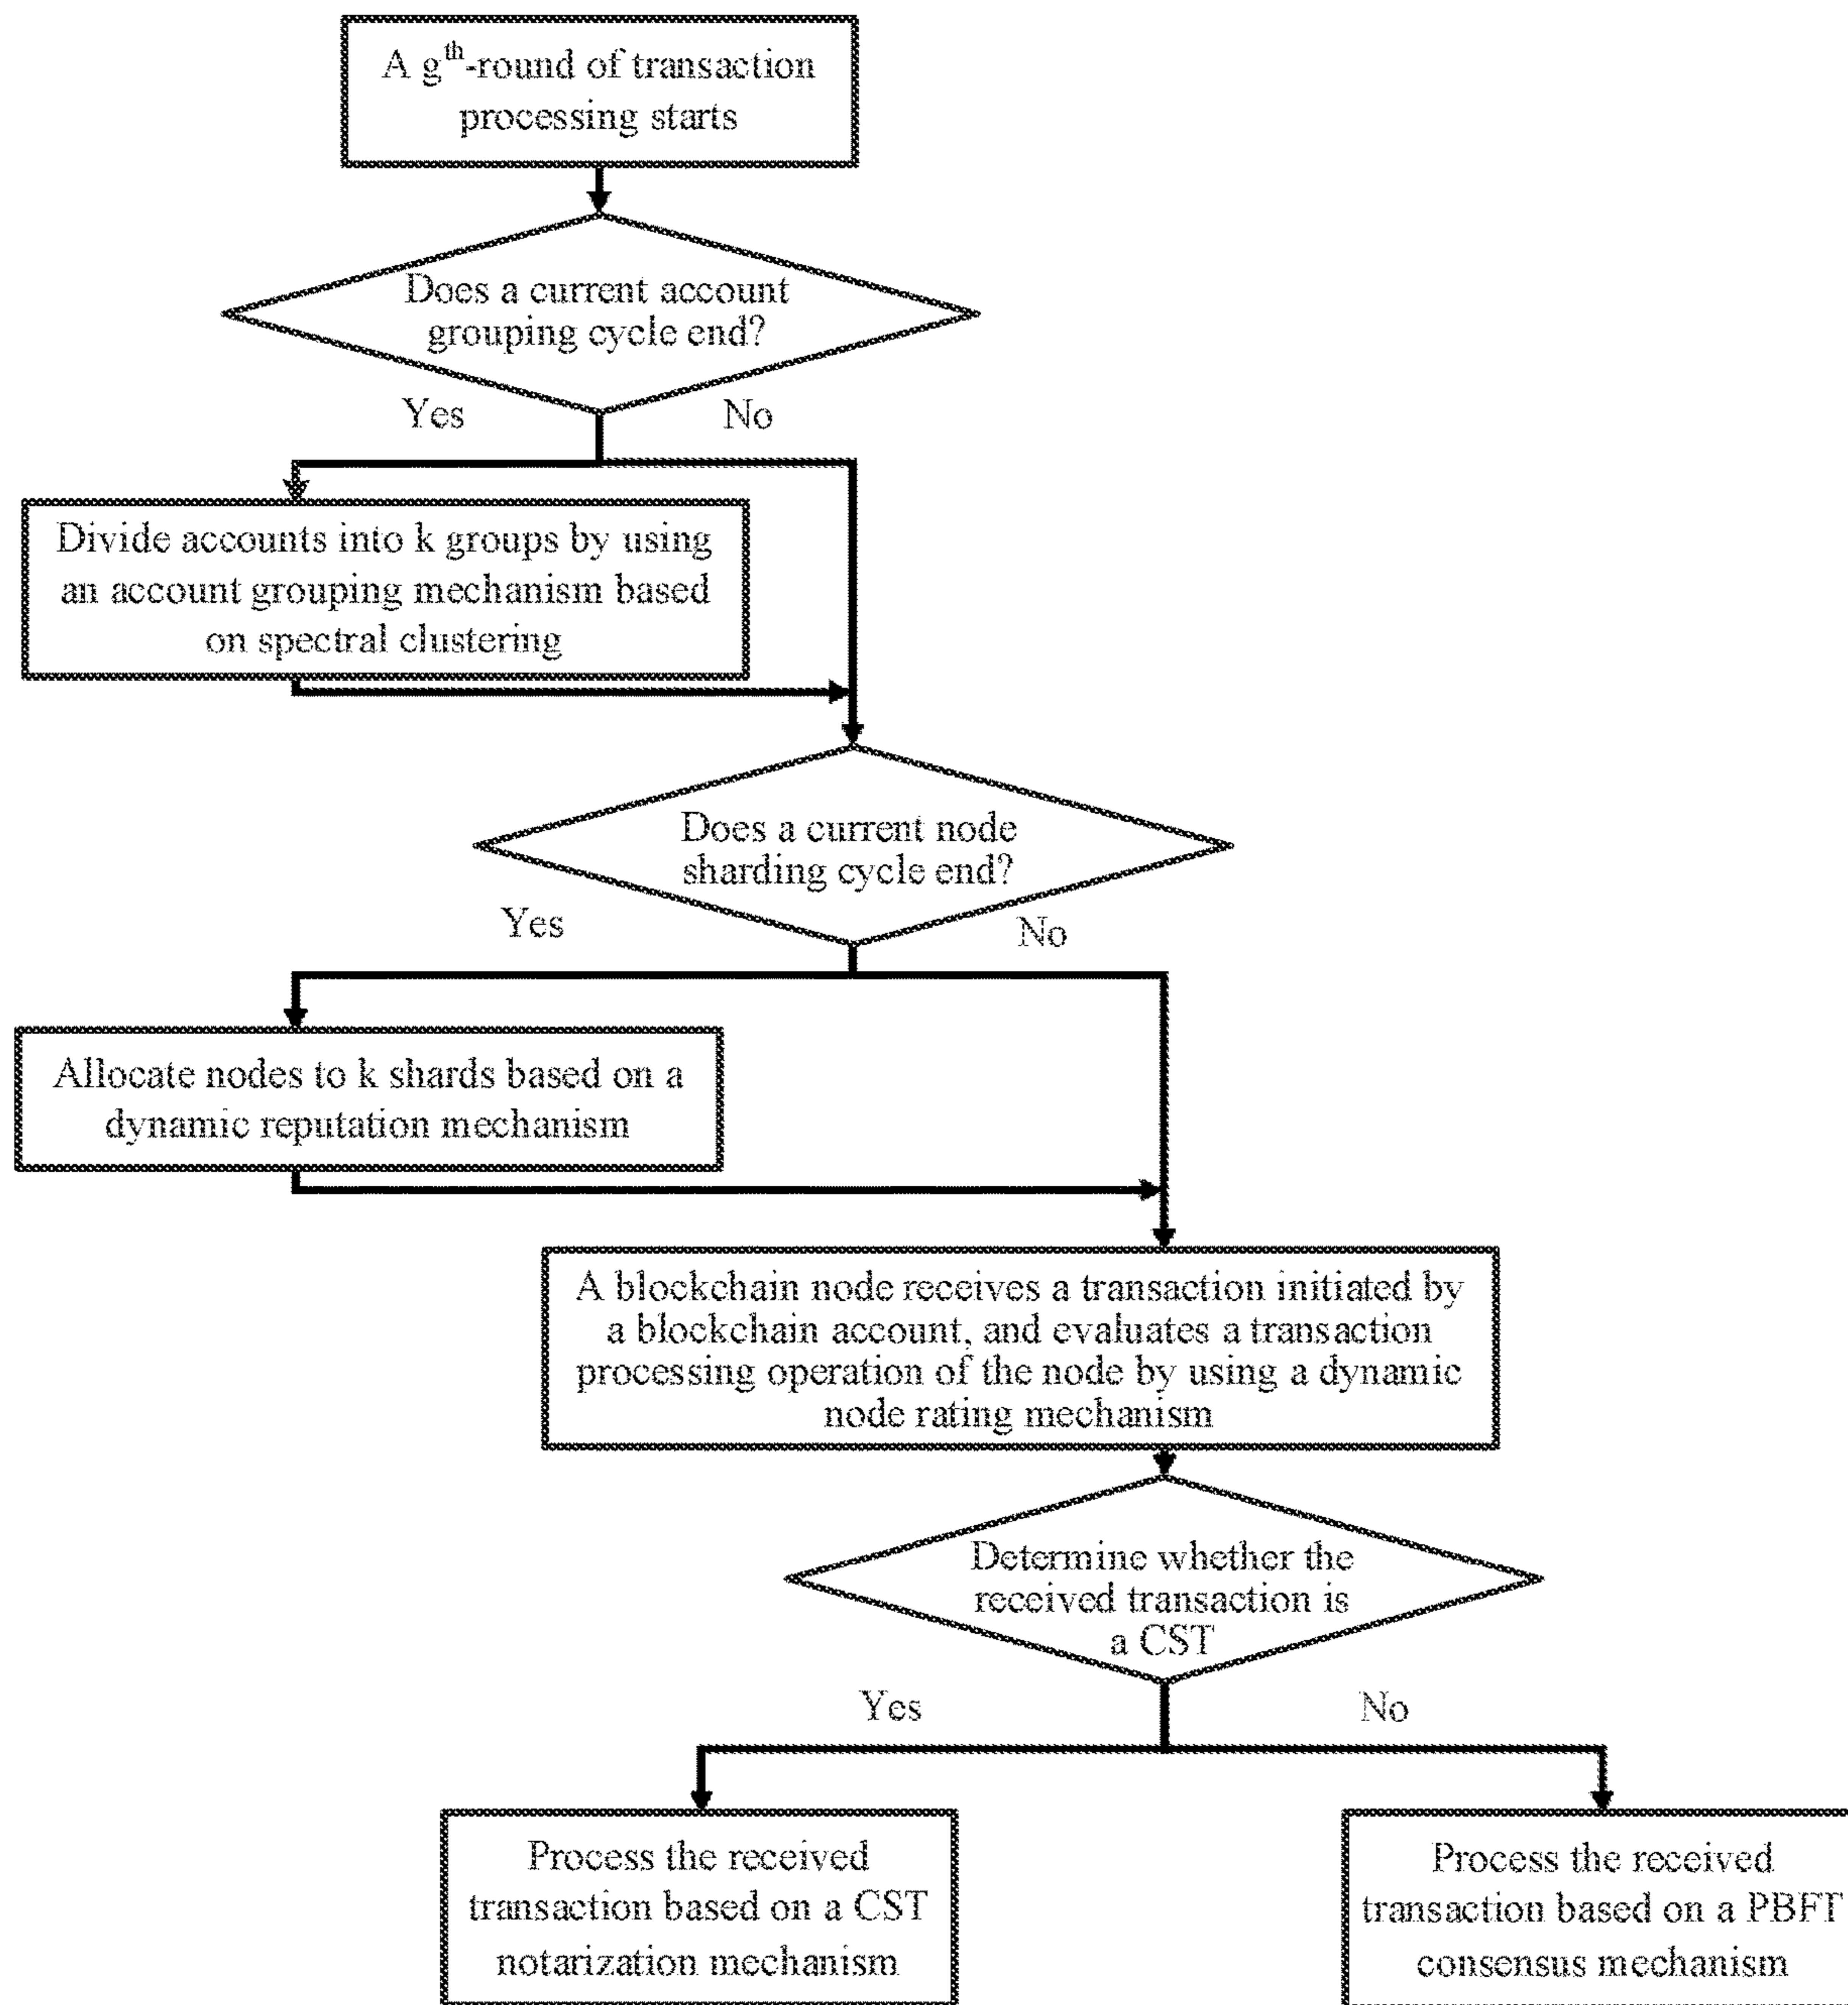 A gth-round of transaction
processing starts
Does a current account
grouping cycle end?
Yes
No
Divide accounts into k groups by using
an account grouping mechanism based
on spectral clustering
Does a current node
sharding cycle end?
Yes
No
Allocate nodes to k shards based on a
dynamic reputation mechanism
A blockchain node receives a transaction initiated by
a blockchain account, and evaluates a transaction
processing operation of the node by using a dynamic
node rating mechanism
Determine whether the
received transaction is
a CST
Yes
No
Process the received
transaction based on a CST
notarization mechanism
Process the received
transaction based on a PBFT
consensus mechanism